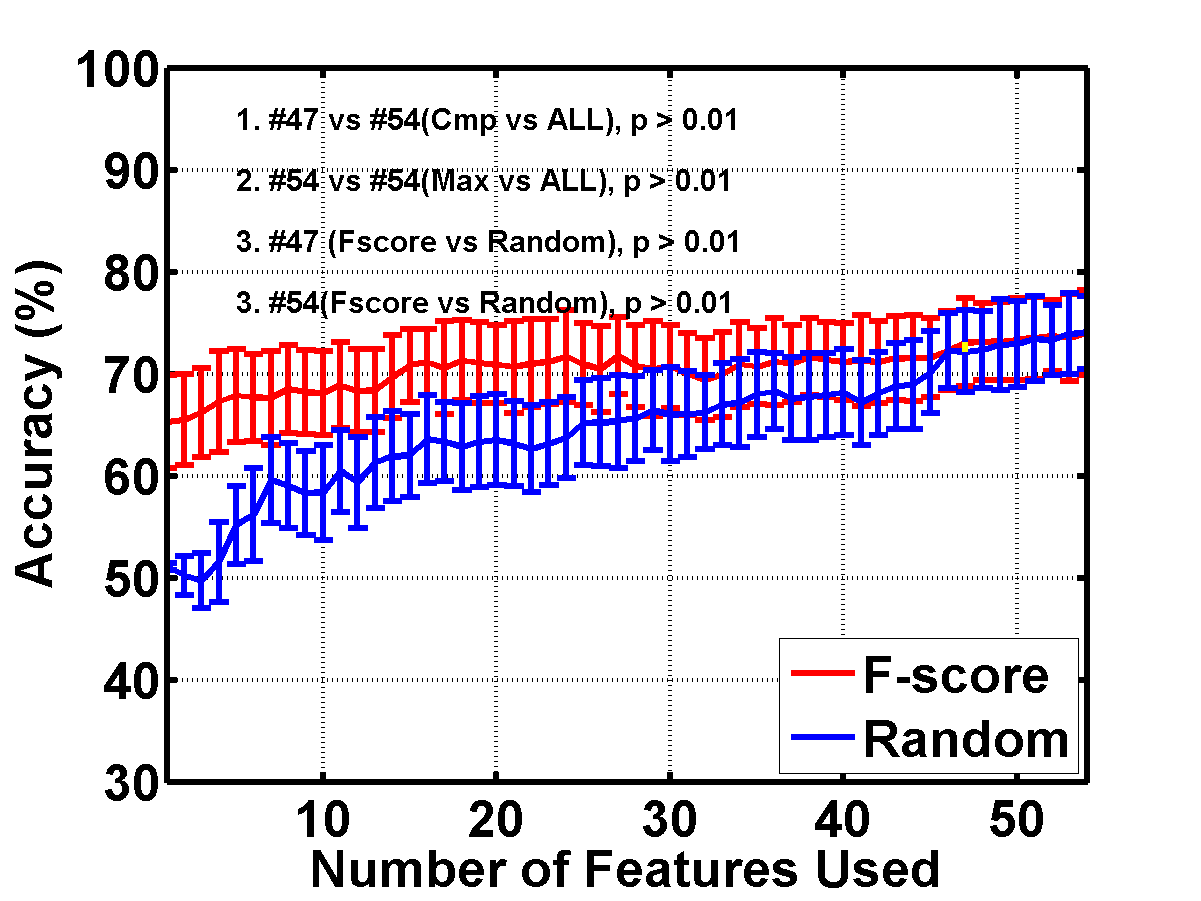 100
1. #47 vs #54(Cmp vs ALL), p > 0.01
90
2. #54 vs #54(Max vs ALL), p > 0.01
3. #47 (Fscore vs Random), p > 0.01
80
3. #54(Fscore vs Random), p > 0.01
70
60
50
40
30
Accuracy (%)
F-score
Random
10 20 30 40 50
Number of Features Used